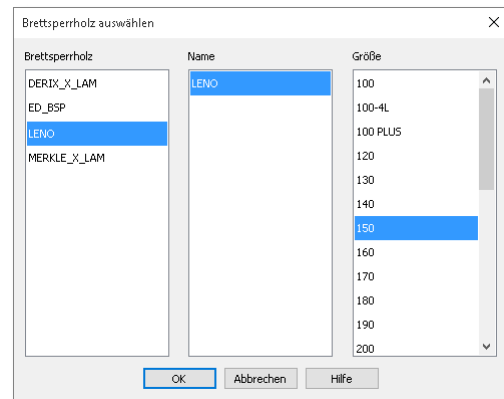 Brettsperrholz auswählen
Brettsperrholz
DERIX_X_LAM
ED_BSP
LENO
MERKLE_X_LAM
Name
LENO
Größe
100
100-4L
100 PLUS
120
130
140
150
160
170
180
190
200
OK Abbrechen Hilfe